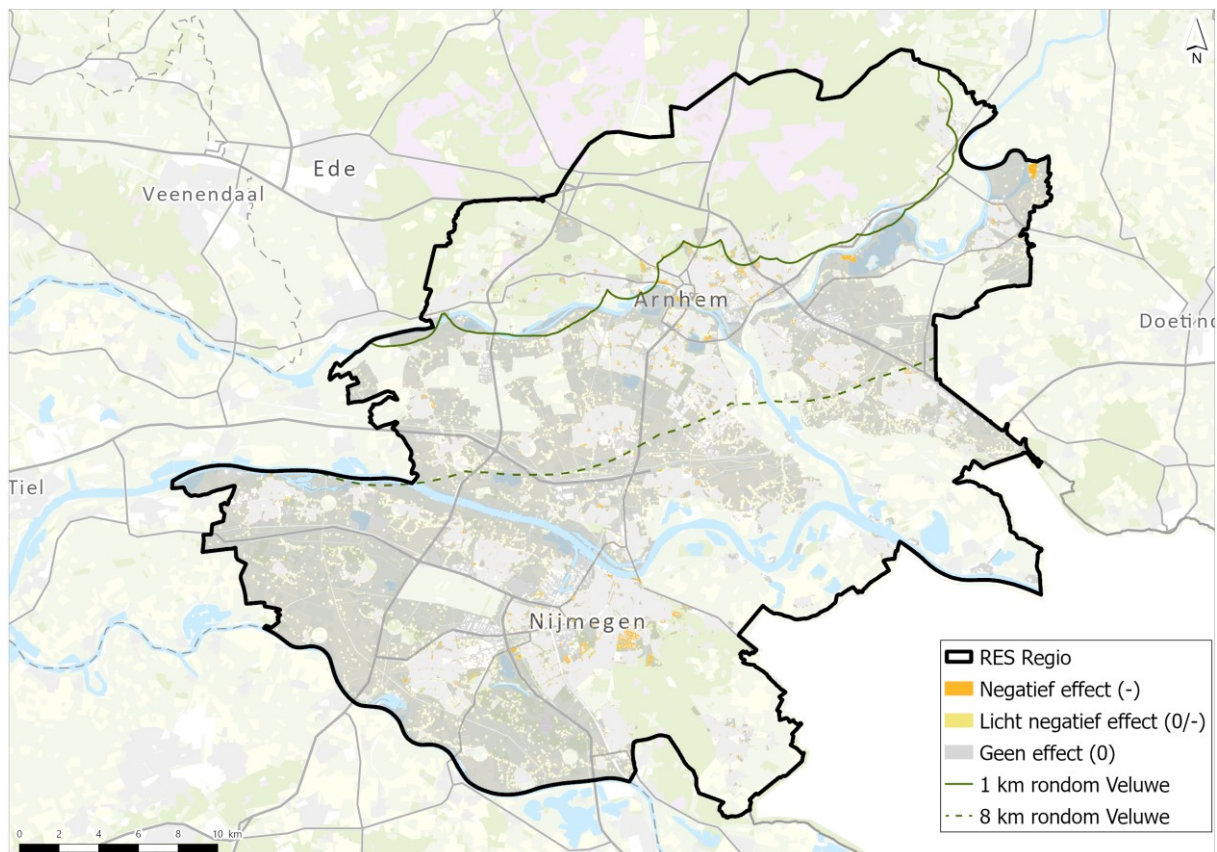 N
Ede
Veenendaal
Arnhem
Doetinc
Tiel
Nijmegen
RES Regio
Negatief effect (-)
Licht negatief effect (0/-)
Geen effect (0)
1 km rondom Veluwe
8 km rondom Veluwe
0 2 4 6 8 10 km